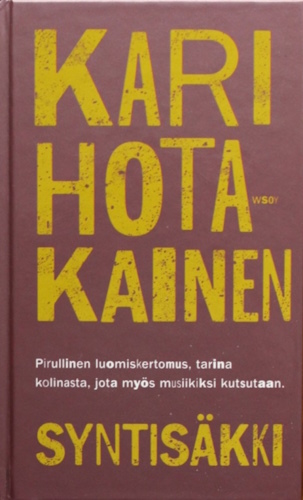 KARI
HOTA
WSOY
KAINEN
Pirullinen luomiskertomus, tarina
kolinasta, jota myös musiikiksi kutsutaan.
SYNTISÄKKI